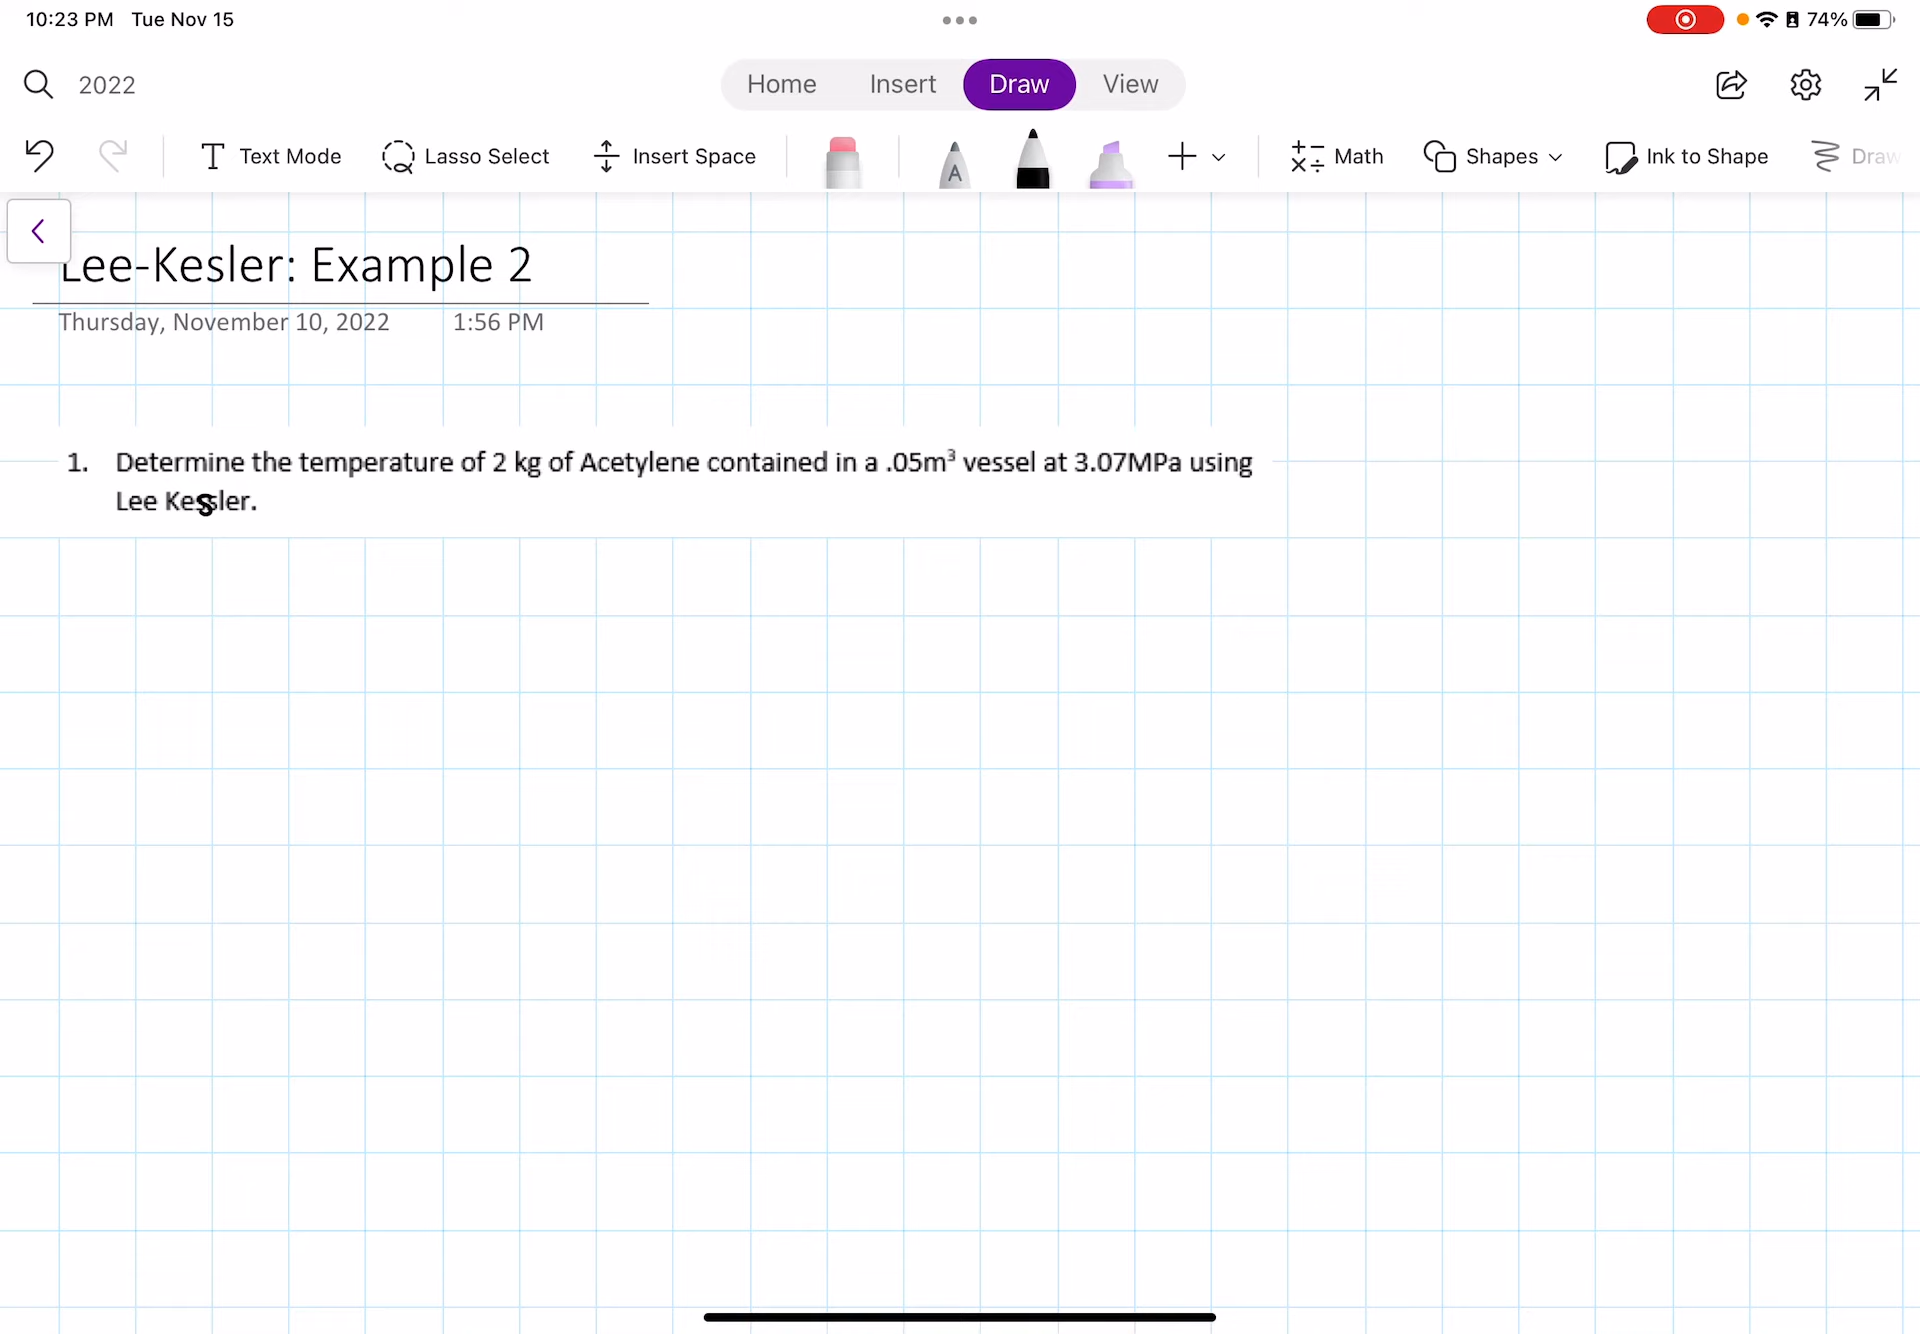 10:23 PM Tue Nov 15
74%
2022
Home Insert Draw View
Text Mode Lasso Select Insert Space A Math Shapes Ink to Shape Draw
Lee-Kesler: Example 2
Thursday, November 10, 2022 1:56 PM
1. Determine the temperature of 2 kg of Acetylene contained in a .05m³ vessel at 3.07MPa using
Lee Kesler.